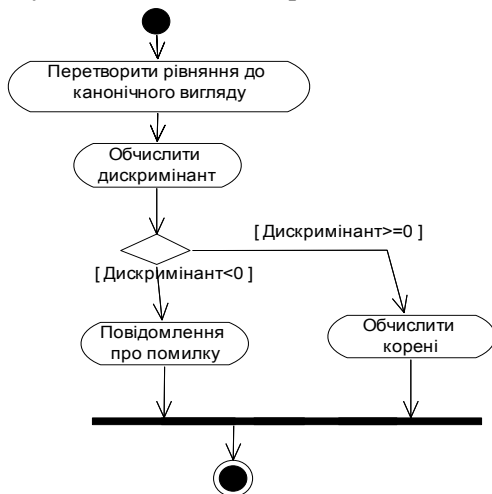 Перетворити рівняння до
канонічного вигляду
Обчислити
дискримінант
[ Дискримінант>=0 ]
[ Дискримінант<0 ]
Повідомлення
про помилку
Обчислити
корені